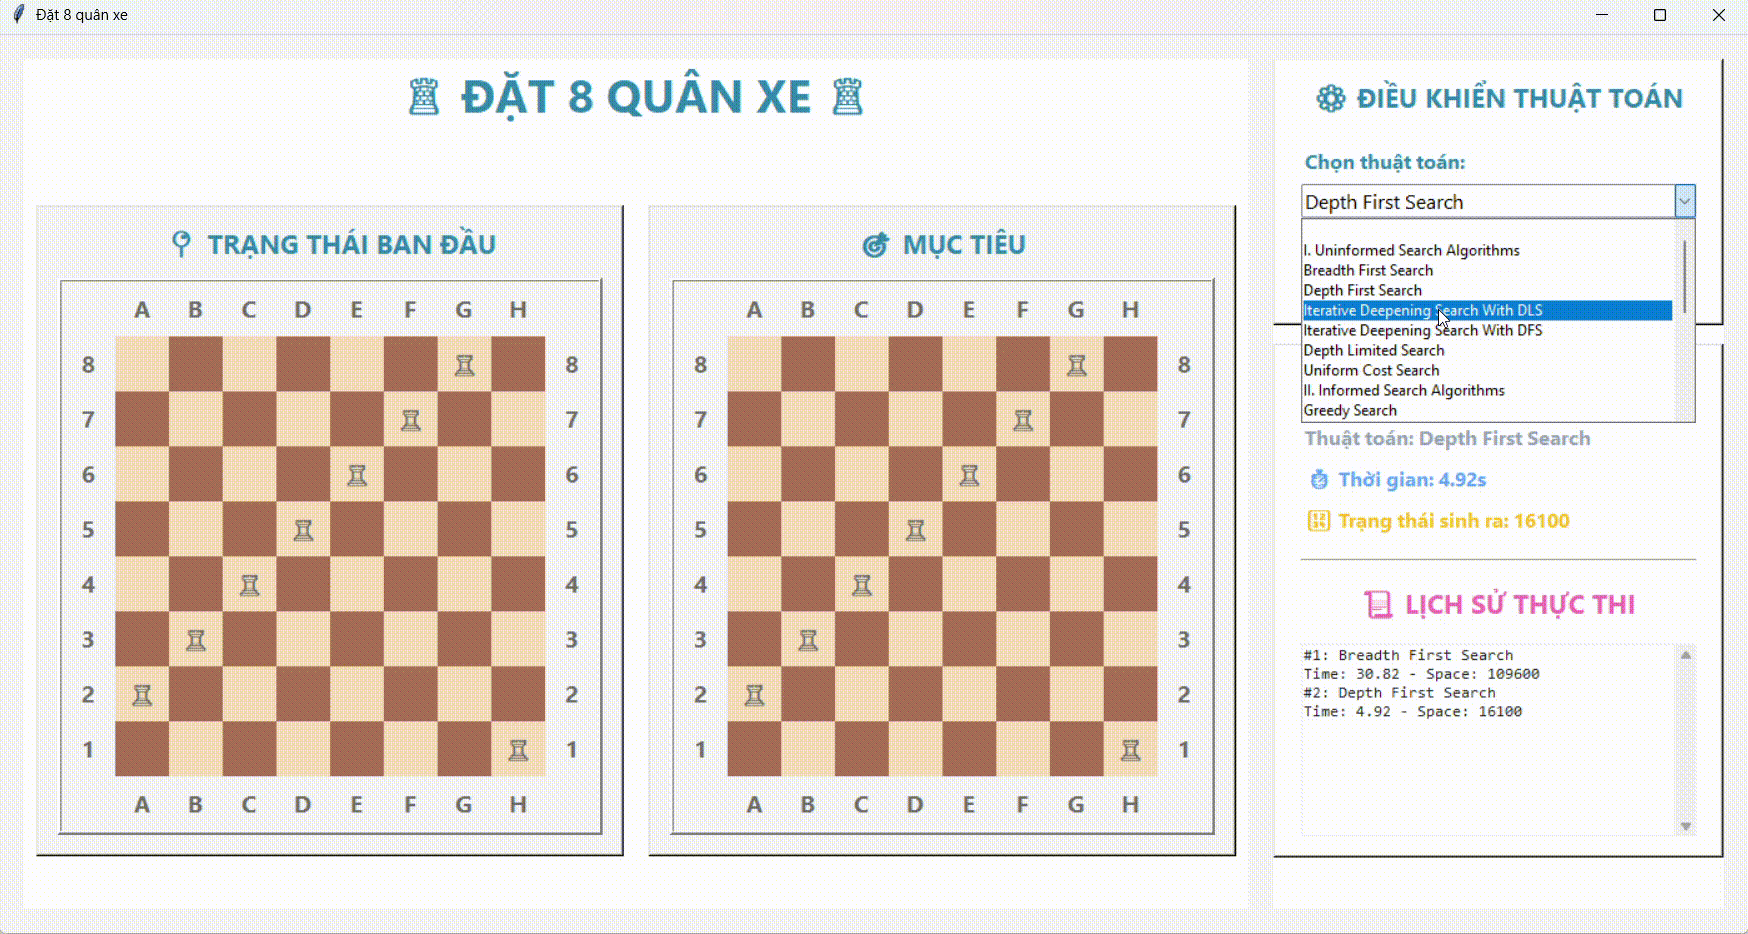 Đặt 8 quân xe
♖ ĐẶT 8 QUÂN XE ♖
TRẠNG THÁI BAN ĐẦU
A B C D E F G H
8 ♖ 8
7 ♖ 7
6 ♖ 6
5 ♖ 5
4 ♖ 4
3 ♖ 3
2 ♖ 2
1 ♖ 1
A B C D E F G H
MỤC TIÊU
A B C D E F G H
8 ♖ 8
7 ♖ 7
6 ♖ 6
5 ♖ 5
4 ♖ 4
3 ♖ 3
2 ♖ 2
1 ♖ 1
A B C D E F G H
ĐIỀU KHIỂN THUẬT TOÁN
Chọn thuật toán:
Depth First Search
I. Uninformed Search Algorithms
Breadth First Search
Depth First Search
Iterative Deepening Search With DLS
Iterative Deepening Search With DFS
Depth Limited Search
Uniform Cost Search
II. Informed Search Algorithms
Greedy Search
Thuật toán: Depth First Search
Thời gian: 4.92s
Trạng thái sinh ra: 16100
LỊCH SỬ THỰC THI
#1: Breadth First Search
Time: 30.82 - Space: 109600
#2: Depth First Search
Time: 4.92 - Space: 16100